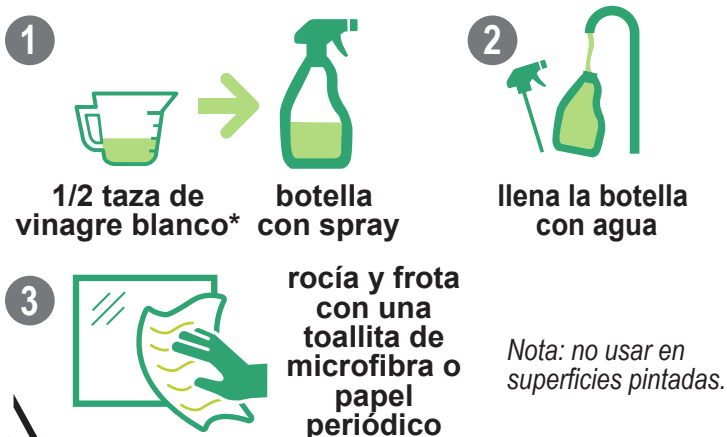 1
1/2 taza de
vinagre blanco*
botella
con spray
2
llena la botella
con agua
3
rocía y frota
con una
toallita de
microfibra o
papel
periódico
Nota: no usar en
superficies pintadas.